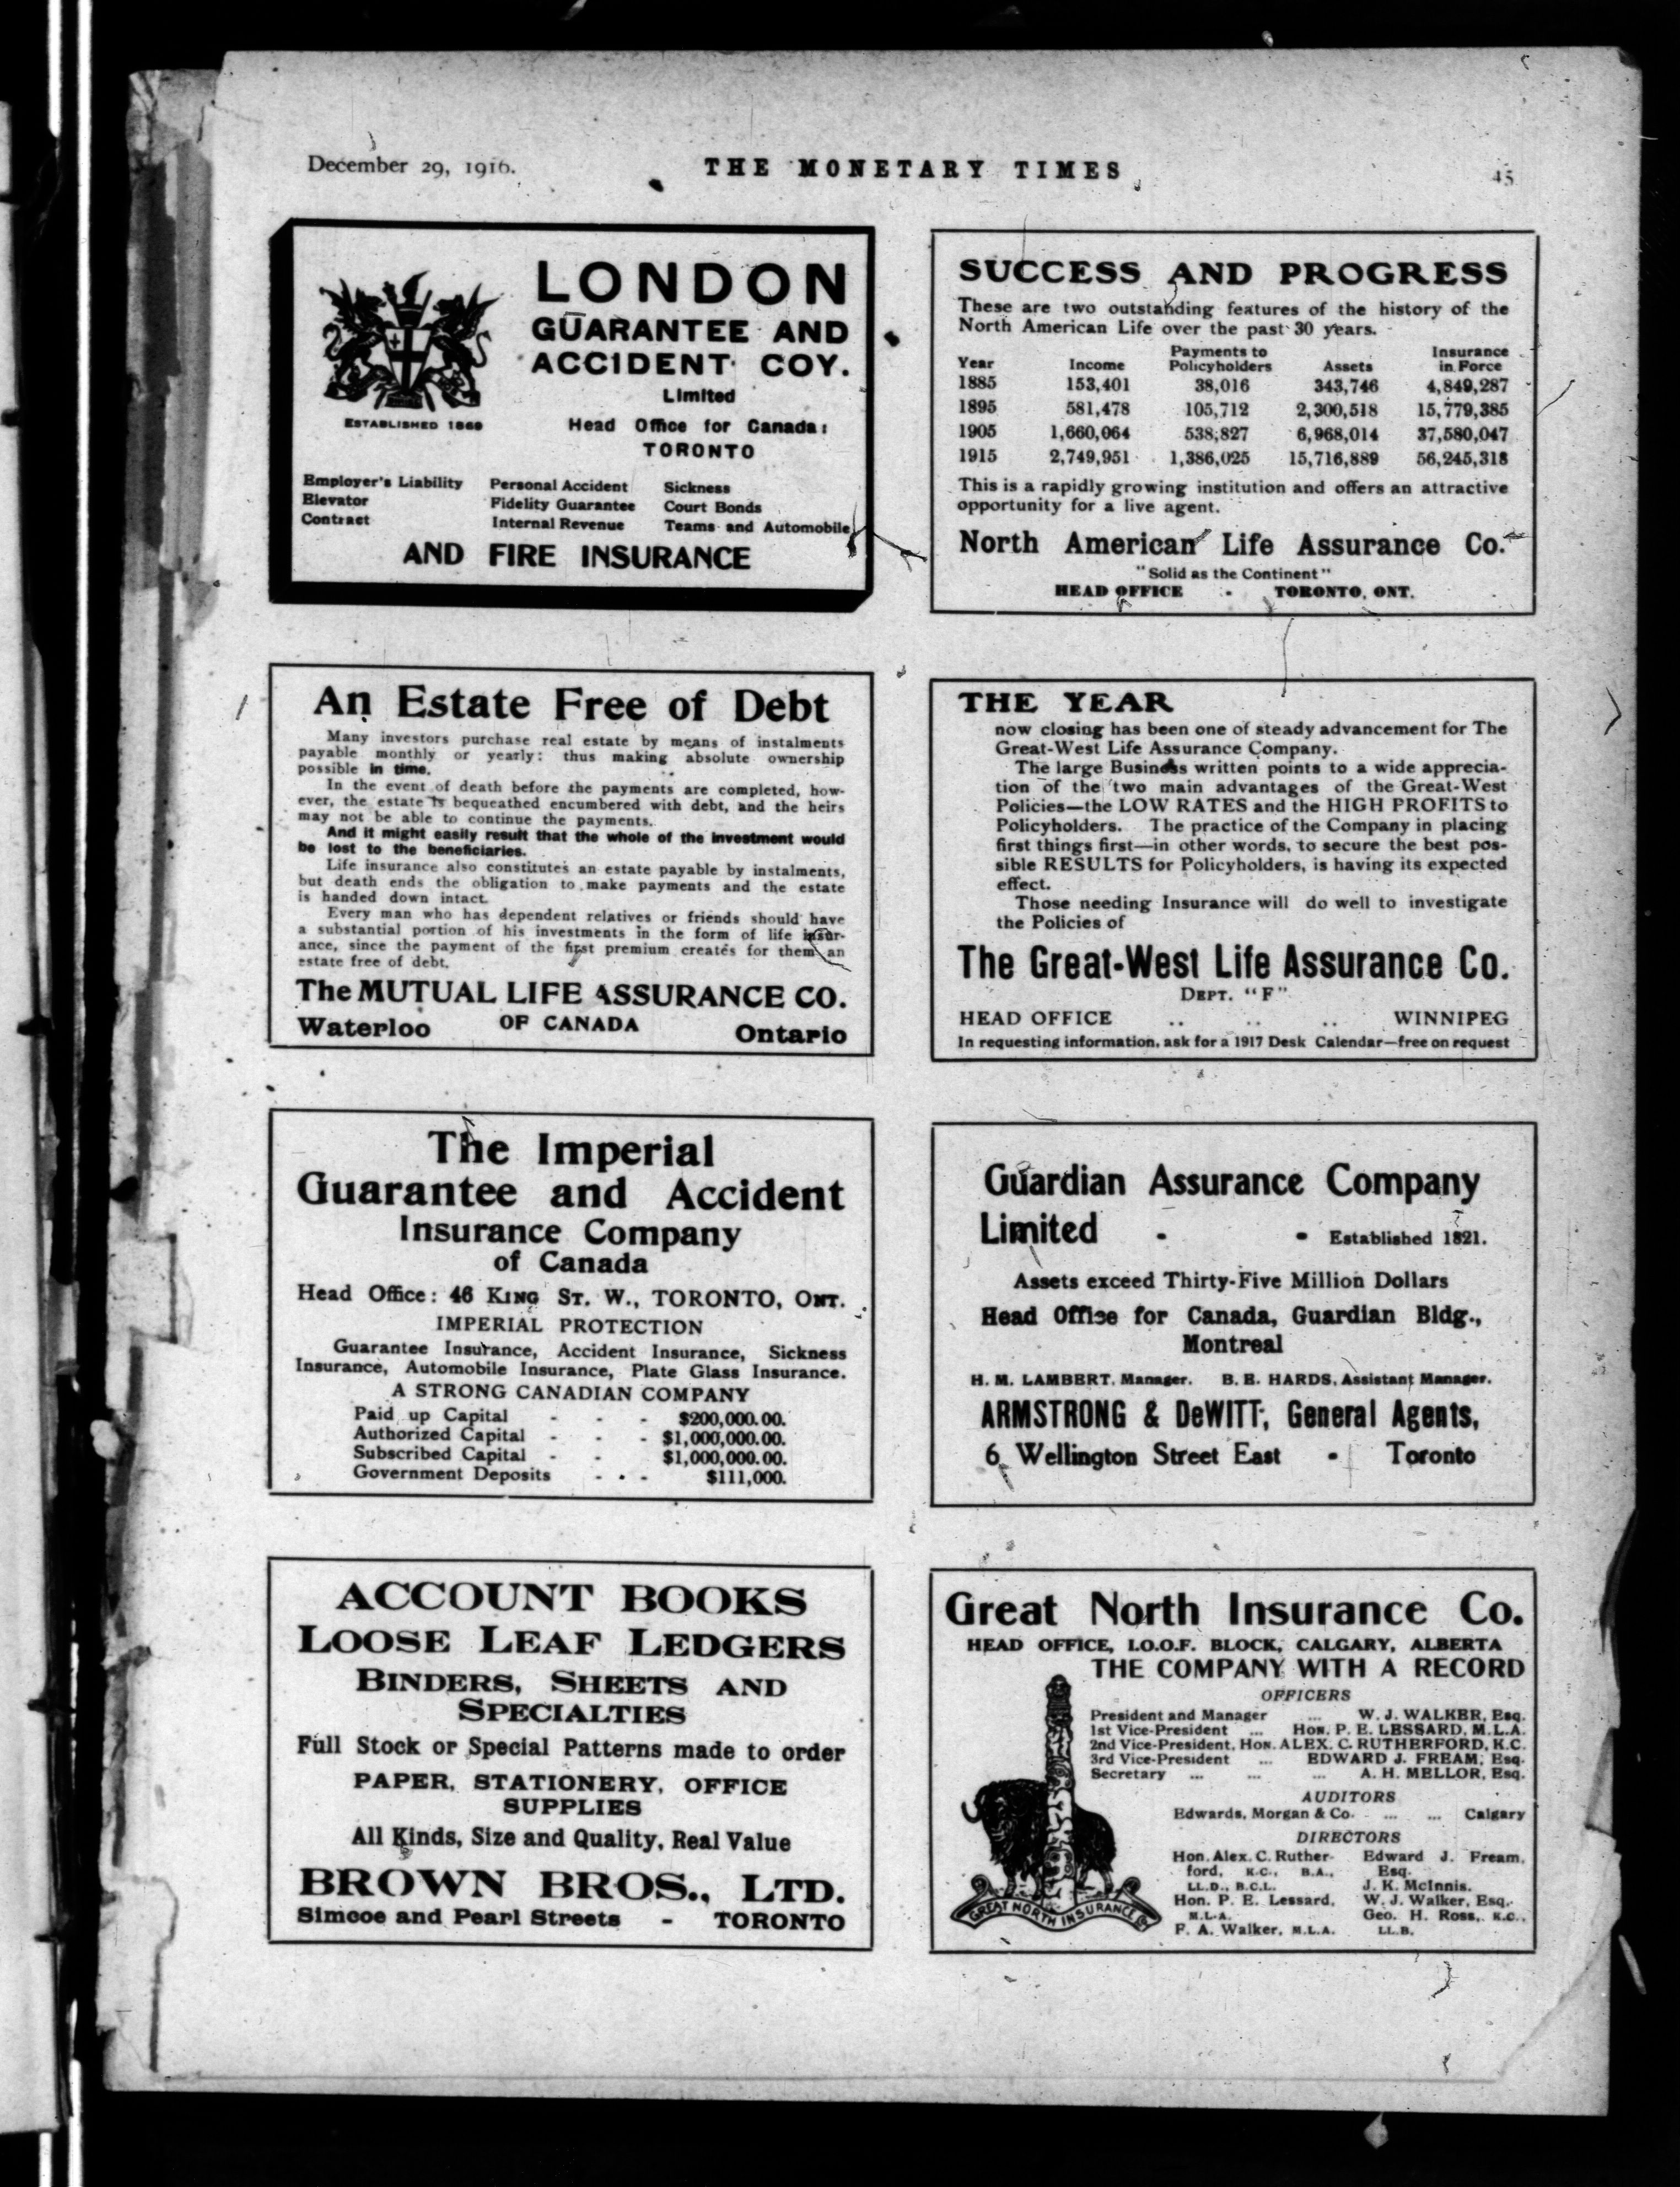 December 29, 1916.
THE MONETARY TIMES
45
LONDON
GUARANTEE AND
ACCIDENT COY.
Limited
ESTABLISHED 1869
Head Office for Canada:
TORONTO
Employer's Liability Personal Accident Sickness
Elevator Fidelity Guarantee Court Bonds
Contract Internal Revenue Teams and Automobile
AND FIRE INSURANCE
SUCCESS AND PROGRESS
These are two outstanding features of the history of the
North American Life over the past 30 years.
Year Income Payments to Policyholders Assets Insurance in Force
1885 153,401 38,016 343,746 4,849,287
1895 581,478 105,712 2,300,518 15,779,385
1905 1,660,064 538,827 6,968,014 37,580,047
1915 2,749,951 1,386,025 15,716,889 56,245,318
This is a rapidly growing institution and offers an attractive
opportunity for a live agent.
North American Life Assurance Co.
"Solid as the Continent"
HEAD OFFICE - TORONTO, ONT.
An Estate Free of Debt
Many investors purchase real estate by means of instalments
payable monthly or yearly: thus making absolute ownership
possible in time.
In the event of death before the payments are completed, how-
ever, the estate is bequeathed encumbered with debt, and the heirs
may not be able to continue the payments.
And it might easily result that the whole of the investment would
be lost to the beneficiaries.
Life insurance also constitutes an estate payable by instalments,
but death ends the obligation to make payments and the estate
is handed down intact.
Every man who has dependent relatives or friends should have
a substantial portion of his investments in the form of life insur-
ance, since the payment of the first premium creates for them an
estate free of debt.
The MUTUAL LIFE ASSURANCE CO.
Waterloo OF CANADA Ontario
THE YEAR
now closing has been one of steady advancement for The
Great-West Life Assurance Company.
The large Business written points to a wide apprecia-
tion of the two main advantages of the Great-West
Policies—the LOW RATES and the HIGH PROFITS to
Policyholders. The practice of the Company in placing
first things first—in other words, to secure the best pos-
sible RESULTS for Policyholders, is having its expected
effect.
Those needing Insurance will do well to investigate
the Policies of
The Great-West Life Assurance Co.
DEPT. "F"
HEAD OFFICE .. .. .. WINNIPEG
In requesting information, ask for a 1917 Desk Calendar—free on request
The Imperial
Guarantee and Accident
Insurance Company
of Canada
Head Office: 46 KING ST. W., TORONTO, ONT.
IMPERIAL PROTECTION
Guarantee Insurance, Accident Insurance, Sickness
Insurance, Automobile Insurance, Plate Glass Insurance.
A STRONG CANADIAN COMPANY
Paid up Capital - - - $200,000.00.
Authorized Capital - - - $1,000,000.00.
Subscribed Capital - - $1,000,000.00.
Government Deposits - - - $111,000.
Guardian Assurance Company
Limited - - Established 1821.
Assets exceed Thirty-Five Million Dollars
Head Office for Canada, Guardian Bldg.,
Montreal
H. M. LAMBERT, Manager. B. E. HARDS, Assistant Manager.
ARMSTRONG & DeWITT, General Agents,
6 Wellington Street East - Toronto
ACCOUNT BOOKS
LOOSE LEAF LEDGERS
BINDERS, SHEETS AND
SPECIALTIES
Full Stock or Special Patterns made to order
PAPER, STATIONERY, OFFICE
SUPPLIES
All Kinds, Size and Quality, Real Value
BROWN BROS., LTD.
Simcoe and Pearl Streets - TORONTO
Great North Insurance Co.
HEAD OFFICE, I.O.O.F. BLOCK, CALGARY, ALBERTA
THE COMPANY WITH A RECORD
OFFICERS
President and Manager ... W. J. WALKER, Esq.
1st Vice-President ... HON. P. E. LESSARD, M.L.A.
2nd Vice-President, HON. ALEX. C. RUTHERFORD, K.C.
3rd Vice-President ... EDWARD J. FREAM, Esq.
Secretary ... ... ... A. H. MELLOR, Esq.
AUDITORS
Edwards, Morgan & Co. ... ... Calgary
DIRECTORS
Hon. Alex. C. Ruther-
ford, K.C., B.A.,
LL.D., B.C.L.
Hon. P. E. Lessard,
M.L.A.
F. A. Walker, M.L.A.
Edward J. Fream,
Esq.
J. K. McInnis.
W. J. Walker, Esq.
Geo. H. Ross, K.C.,
LL.B.
GREAT NORTH INSURANCE Co